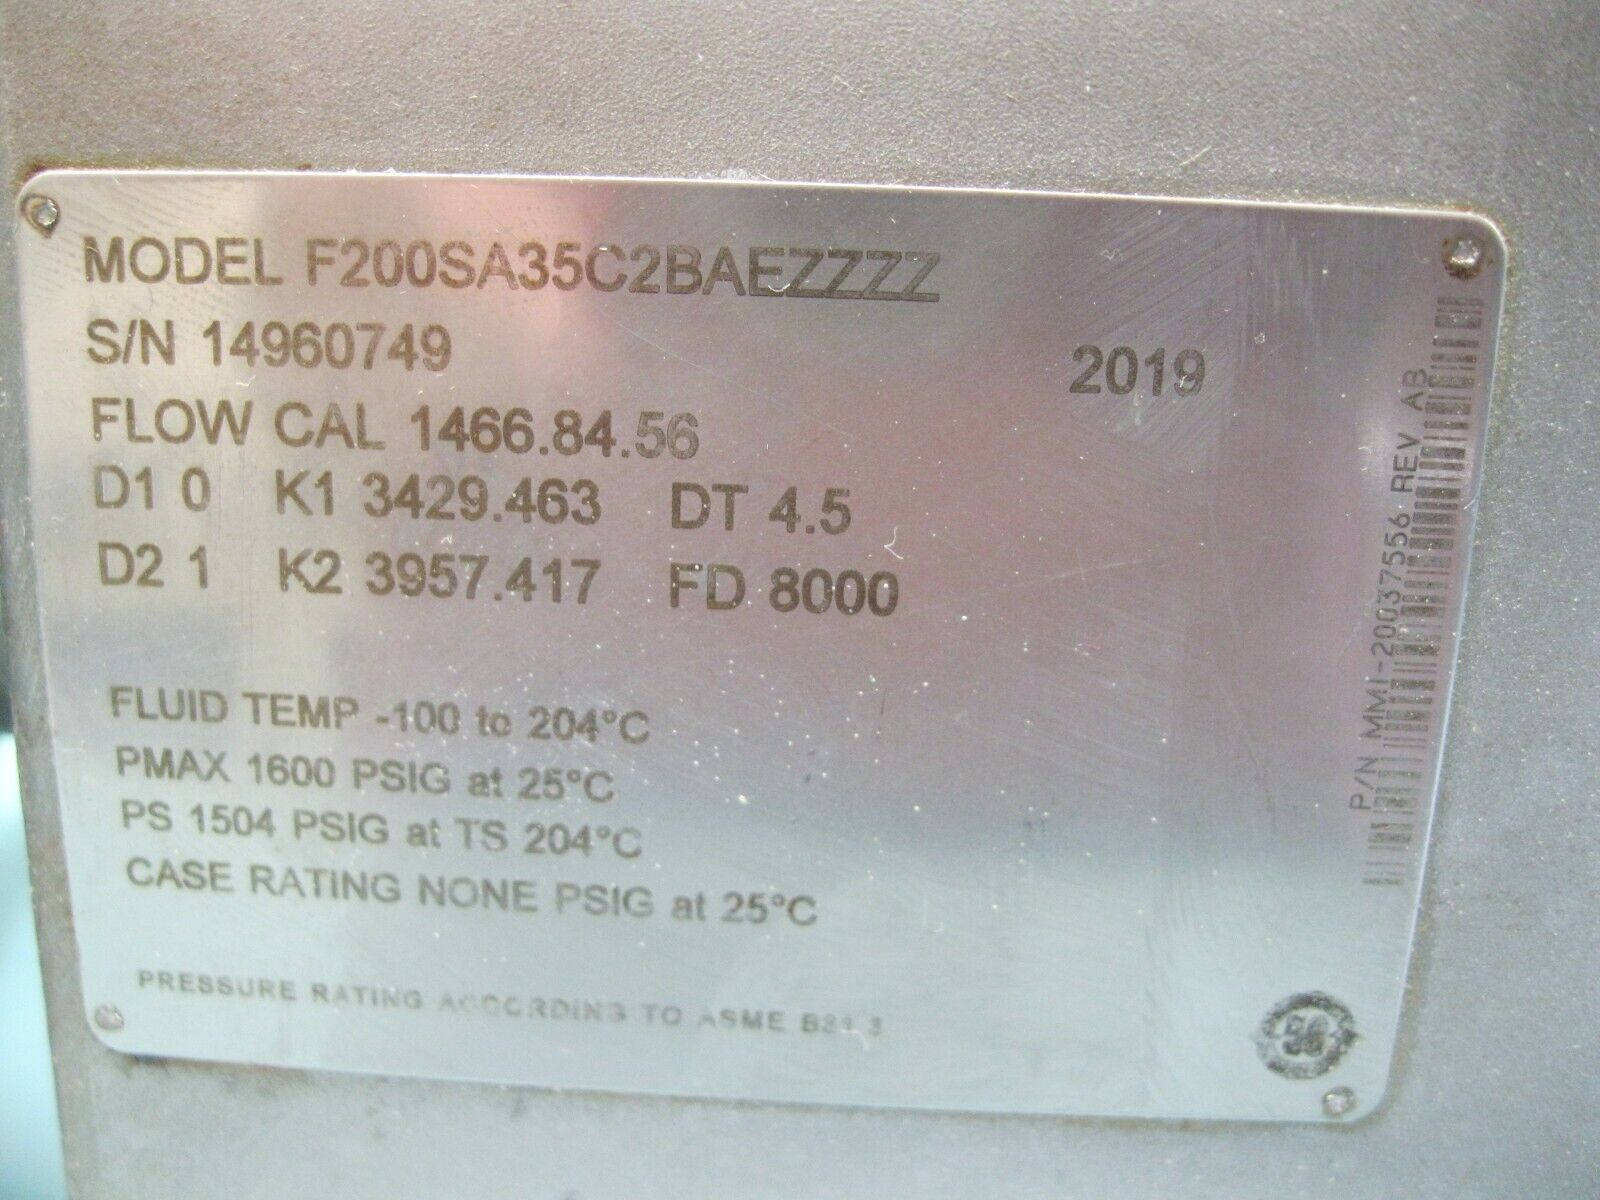 MODEL F200SA35C2BAEZZZZ
S/N 14960749 2019
FLOW CAL 1466.84.56
D1 0 K1 3429.463 DT 4.5
D2 1 K2 3957.417 FD 8000
FLUID TEMP -100 to 204°C
PMAX 1600 PSIG at 25°C
PS 1504 PSIG at TS 204°C
CASE RATING NONE PSIG at 25°C
PRESSURE RATING ACCORDING TO ASME B31.3
P/N MMI-20037556 REV AB